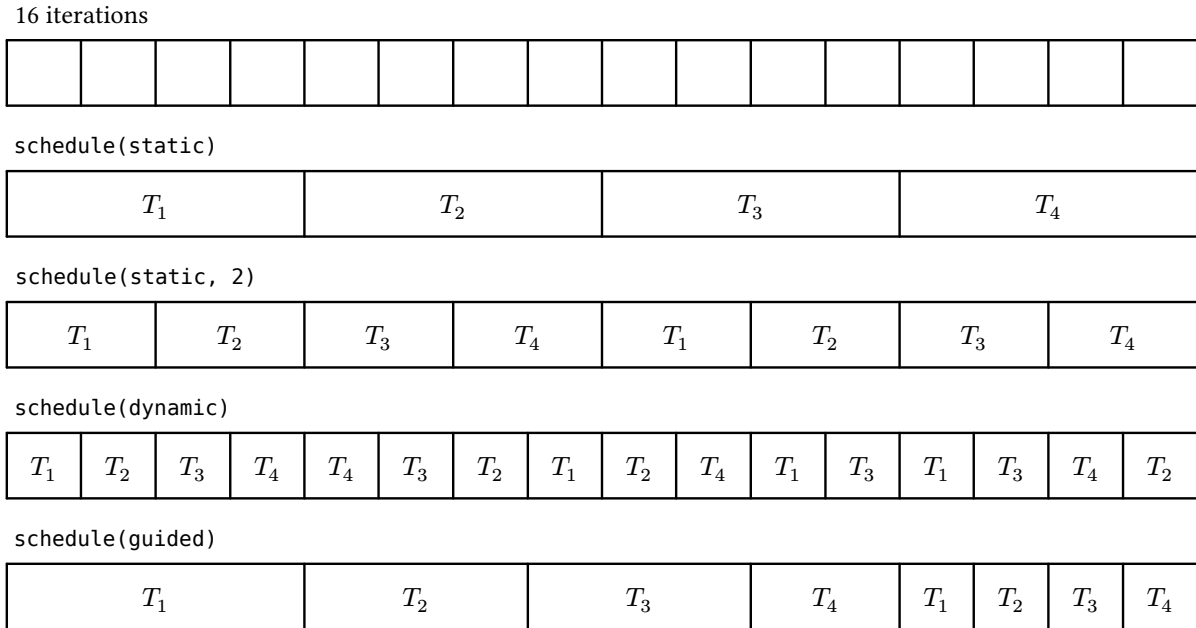 16 iterations
schedule(static)
T₁ T₂ T₃ T₄
schedule(static, 2)
T₁ T₂ T₃ T₄ T₁ T₂ T₃ T₄
schedule(dynamic)
T₁ T₂ T₃ T₄ T₄ T₃ T₂ T₁ T₂ T₄ T₁ T₃ T₁ T₃ T₄ T₂
schedule(guided)
T₁ T₂ T₃ T₄ T₁ T₂ T₃ T₄